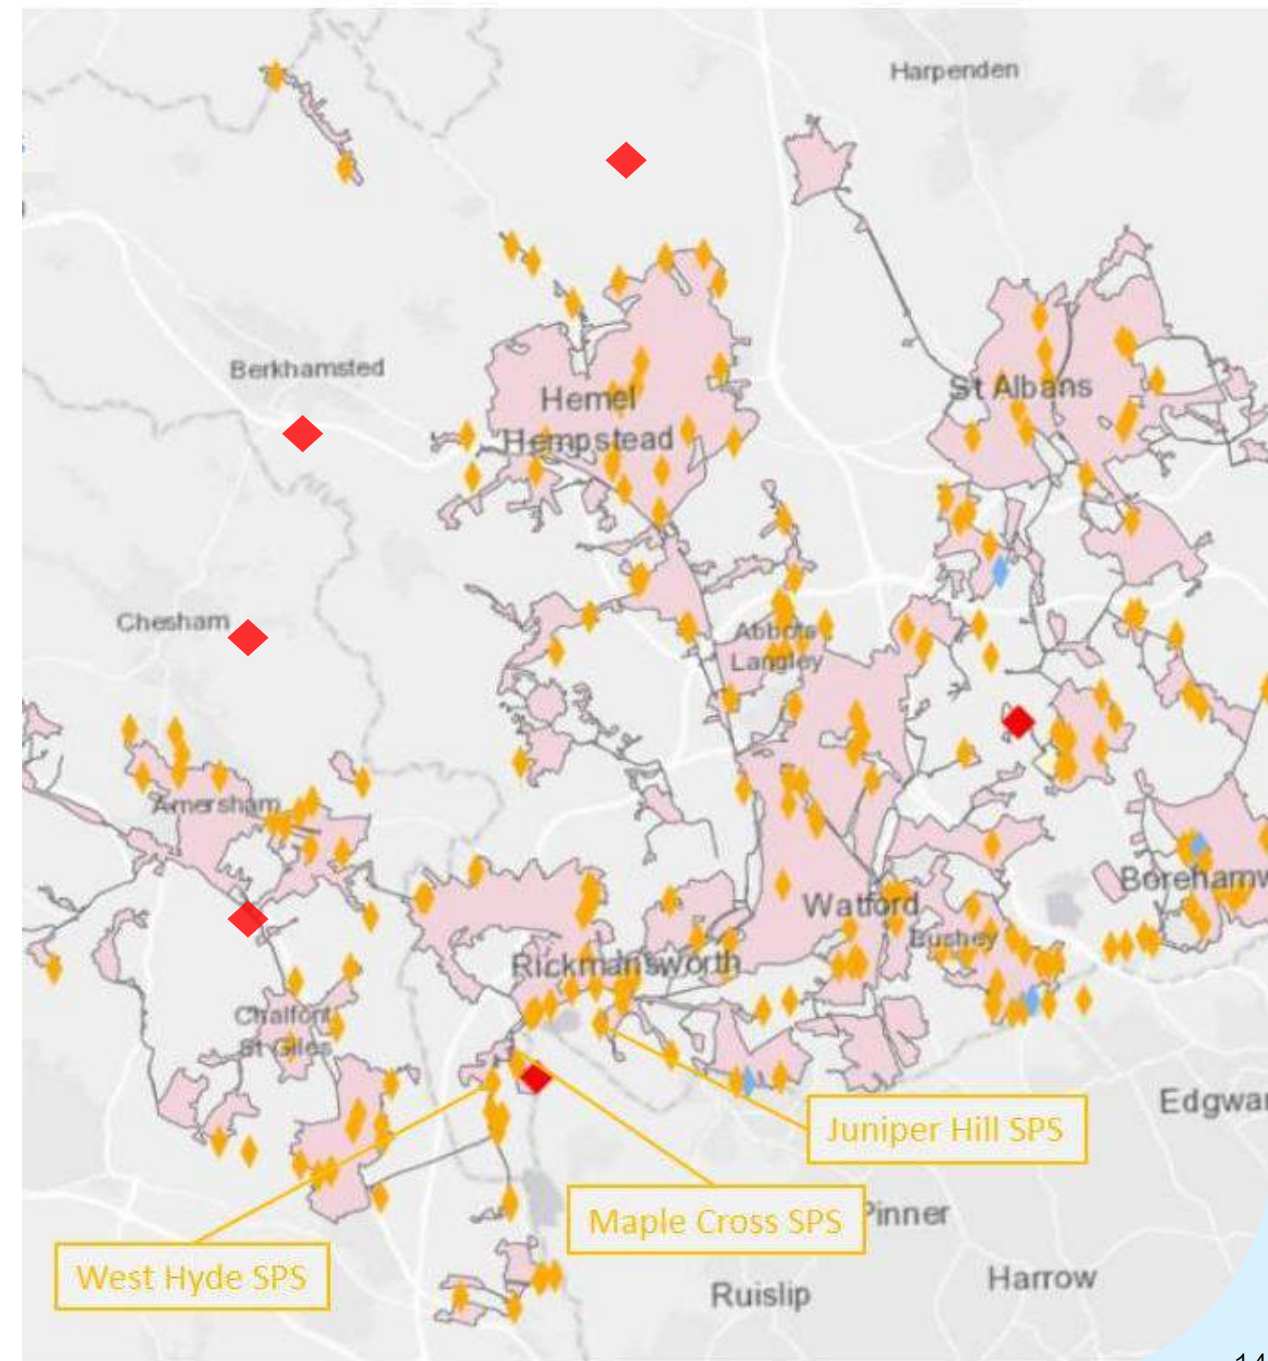 Harpenden
Berkhamsted
Hemel
Hempstead
St Albans
Chesham
Abbots
Langley
Amersham
Watford
Bushey
Rickmansworth
Chalfont
St Giles
Juniper Hill SPS
Maple Cross SPS
West Hyde SPS
Pinner
Ruislip
Harrow